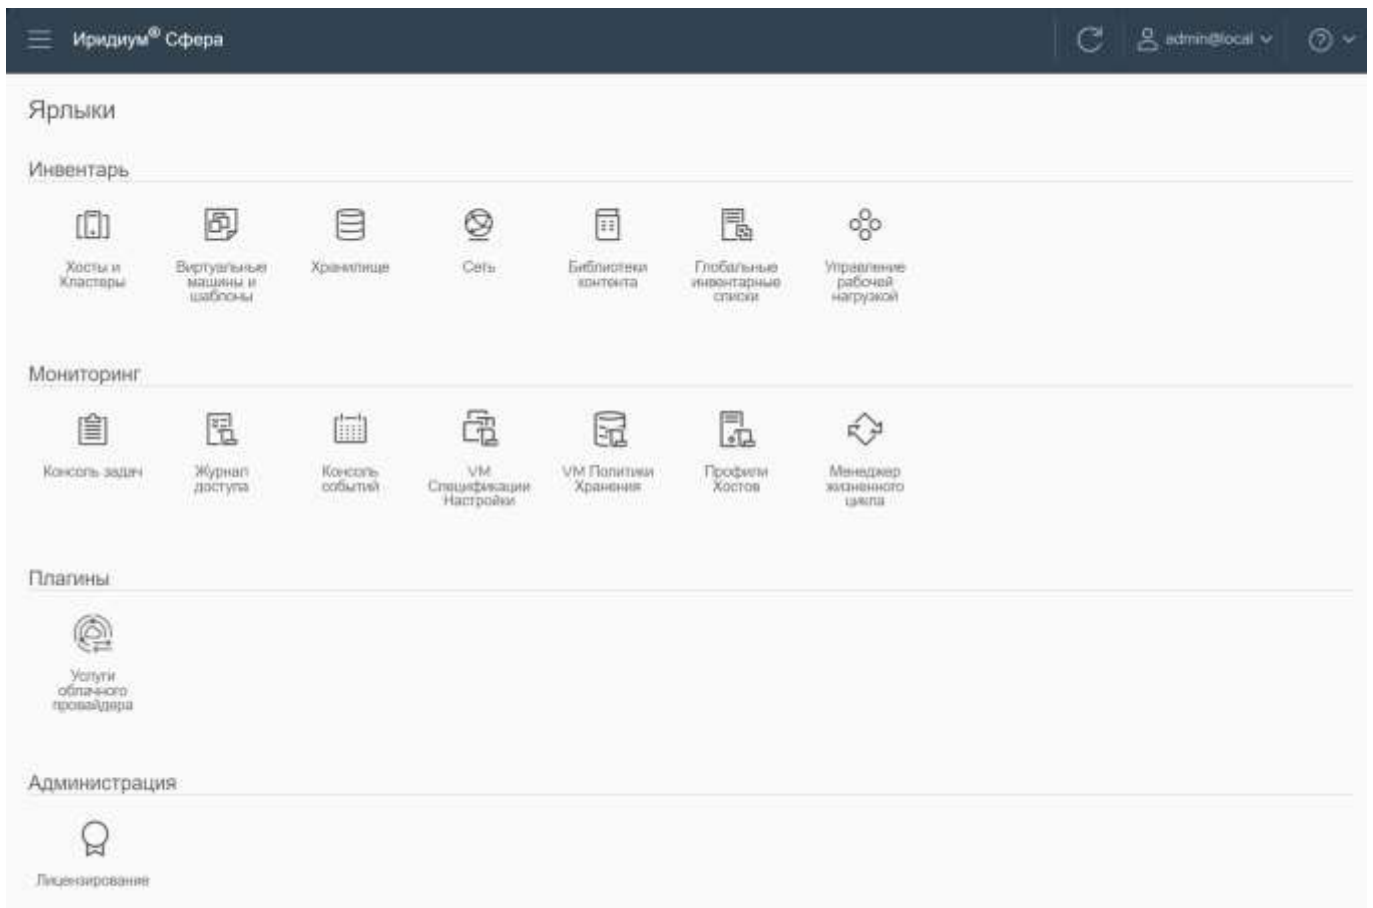 Иридиум® Сфера
admin@local
Ярлыки
Инвентарь
Хосты и
Кластеры
Виртуальные
машины и
шаблоны
Хранилище
Сеть
Библиотеки
контента
Глобальные
инвентарные
списки
Управление
рабочей
нагрузкой
Мониторинг
Консоль задач
Журнал
доступа
Консоль
событий
VM
Спецификации
Настройки
VM Политики
Хранения
Профили
Хостов
Менеджер
жизненного
цикла
Плагины
Услуги
облачного
провайдера
Администрация
Лицензирование